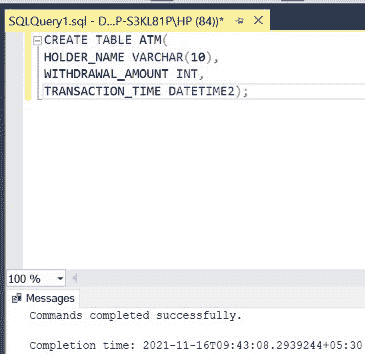 SQLQuery1.sql - D...P-S3KL81P\HP (84))*
CREATE TABLE ATM(
HOLDER_NAME VARCHAR(10),
WITHDRAWAL_AMOUNT INT,
TRANSACTION_TIME DATETIME2);
100 %
Messages
Commands completed successfully.
Completion time: 2021-11-16T09:43:08.2939244+05:30